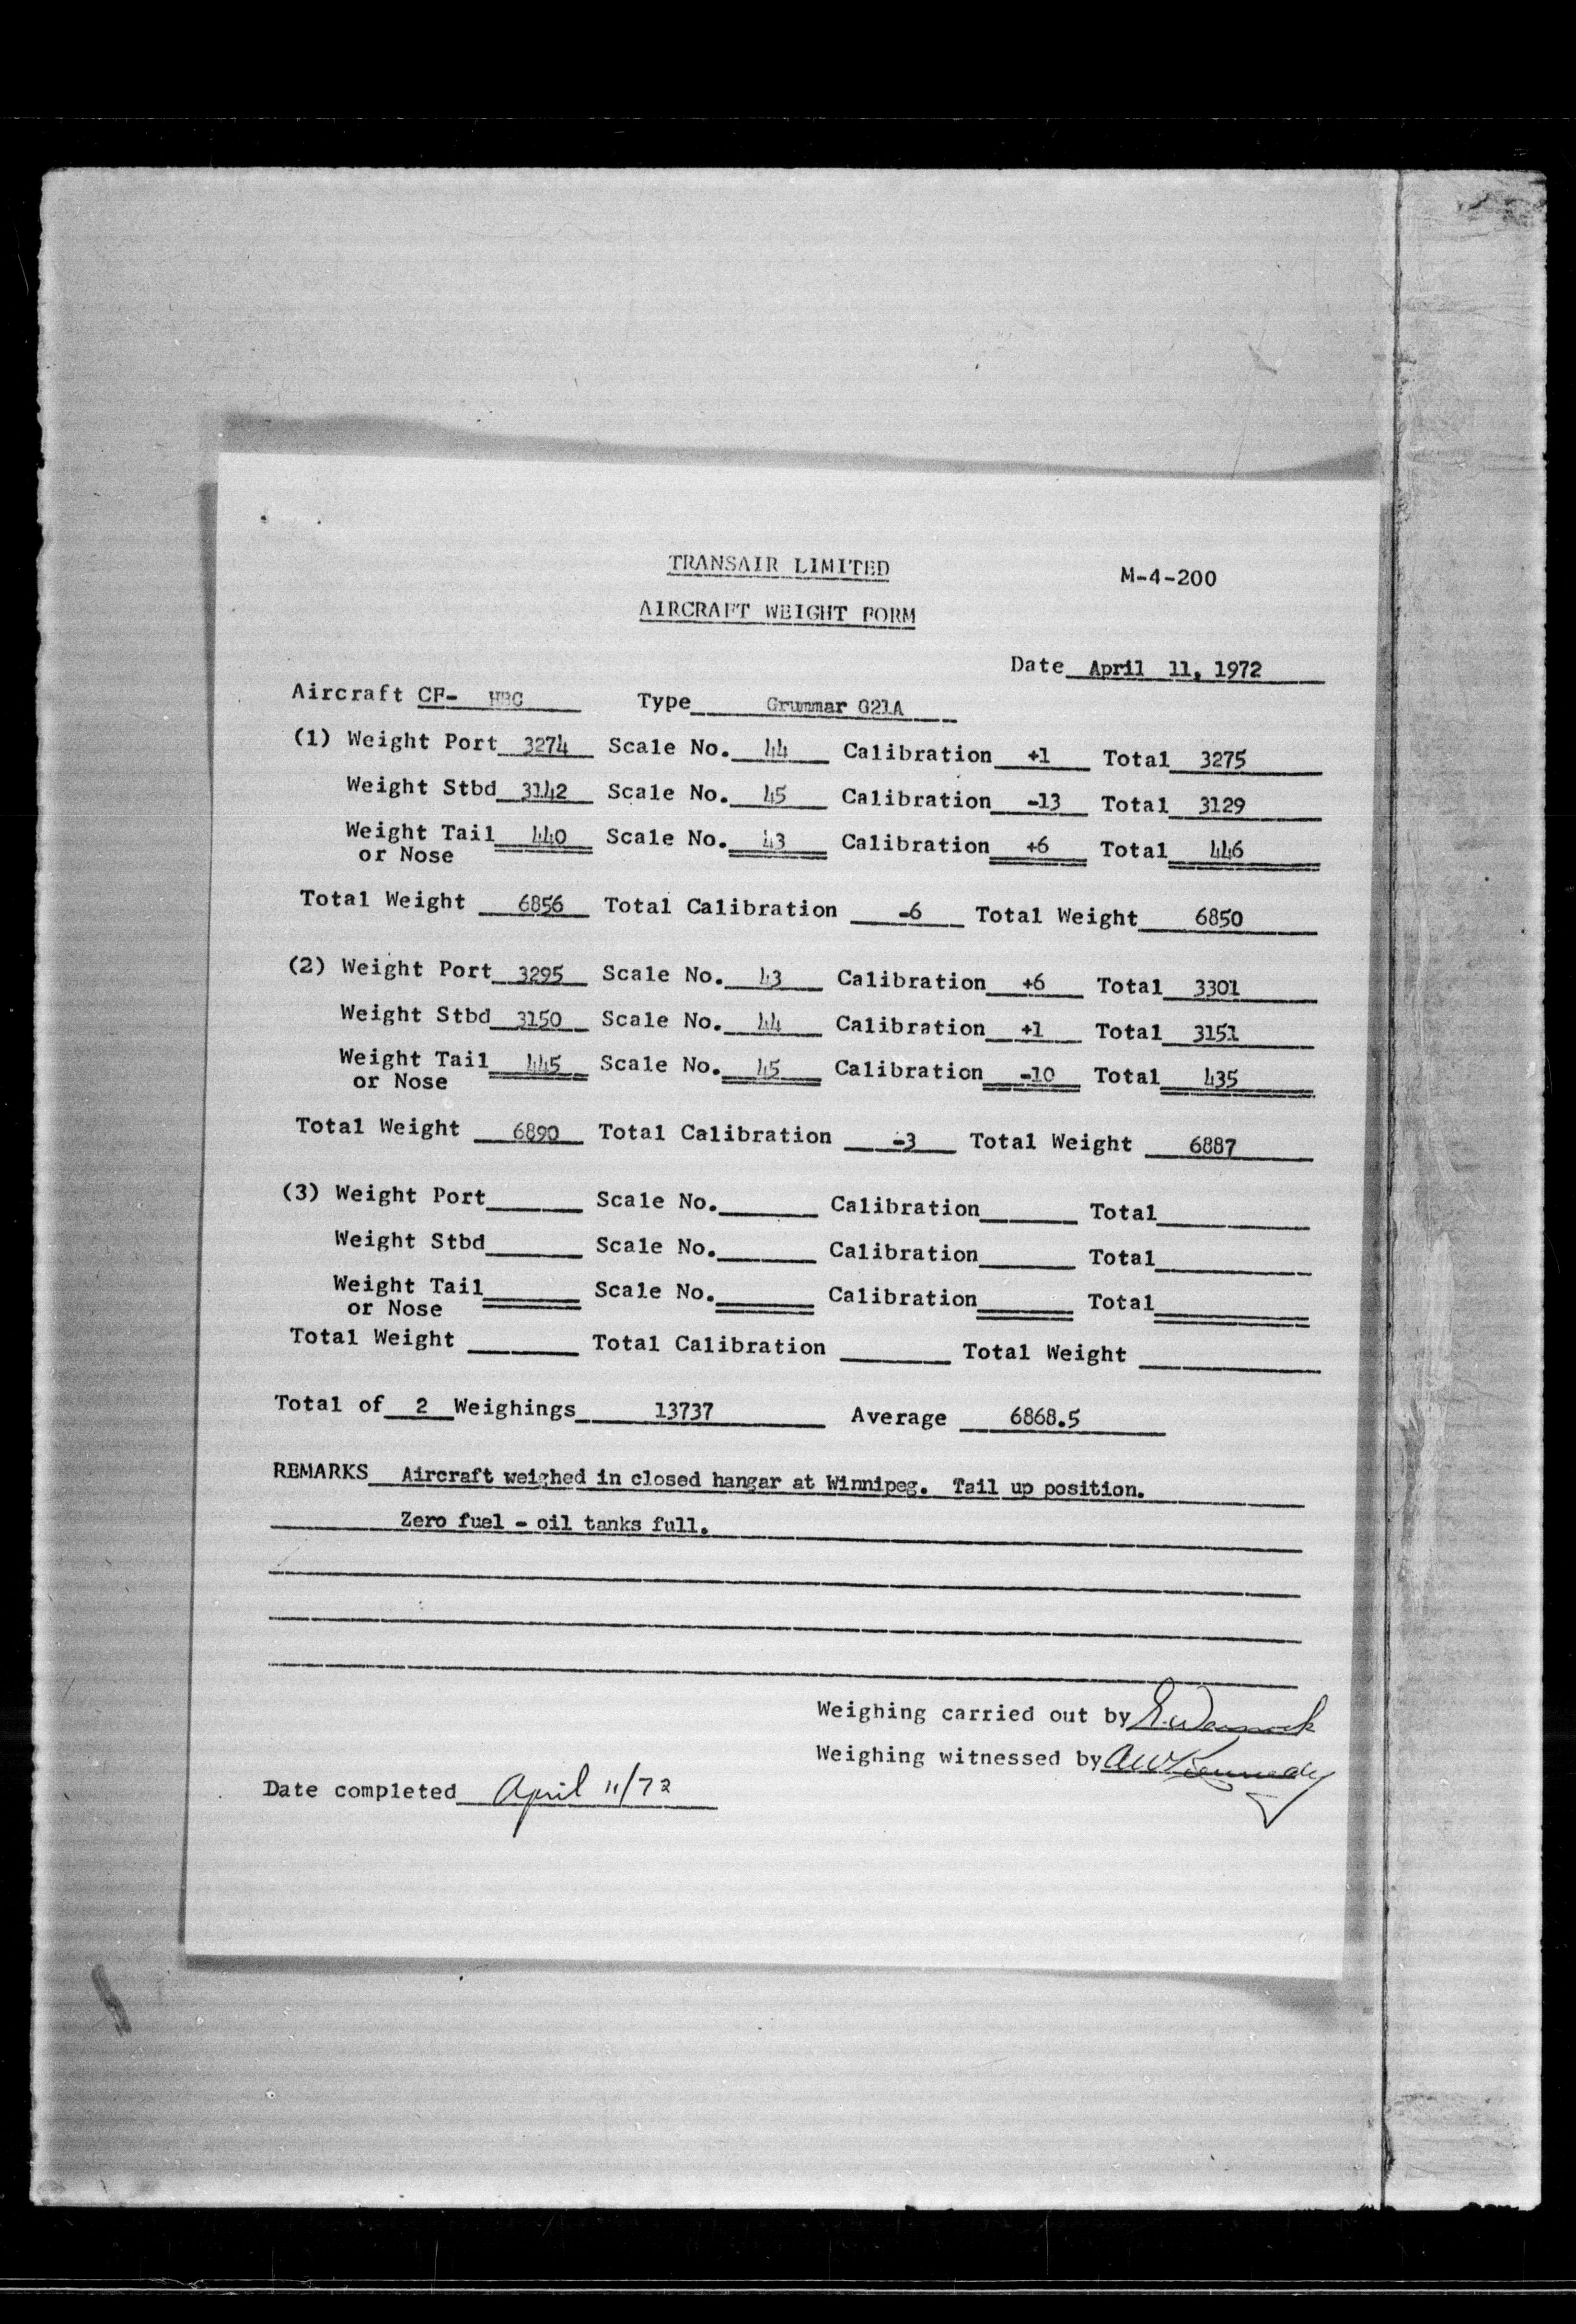 TRANSAIR LIMITED
M-4-200
AIRCRAFT WEIGHT FORM
Date April 11, 1972
Aircraft CF- HBC Type Grummar G21A
(1) Weight Port 3274 Scale No. 44 Calibration +1 Total 3275
Weight Stbd 3142 Scale No. 45 Calibration -13 Total 3129
Weight Tail 440 Scale No. 43 Calibration +6 Total 446
or Nose
Total Weight 6856 Total Calibration -6 Total Weight 6850
(2) Weight Port 3295 Scale No. 43 Calibration +6 Total 3301
Weight Stbd 3150 Scale No. 44 Calibration +1 Total 3151
Weight Tail 445 Scale No. 45 Calibration -10 Total 435
or Nose
Total Weight 6890 Total Calibration -3 Total Weight 6887
(3) Weight Port Scale No. Calibration Total
Weight Stbd Scale No. Calibration Total
Weight Tail Scale No. Calibration Total
or Nose
Total Weight Total Calibration Total Weight
Total of 2 Weighings 13737 Average 6868.5
REMARKS Aircraft weighed in closed hangar at Winnipeg. Tail up position.
Zero fuel - oil tanks full.
Weighing carried out by
Weighing witnessed by AW Kennedy
Date completed April 11/72